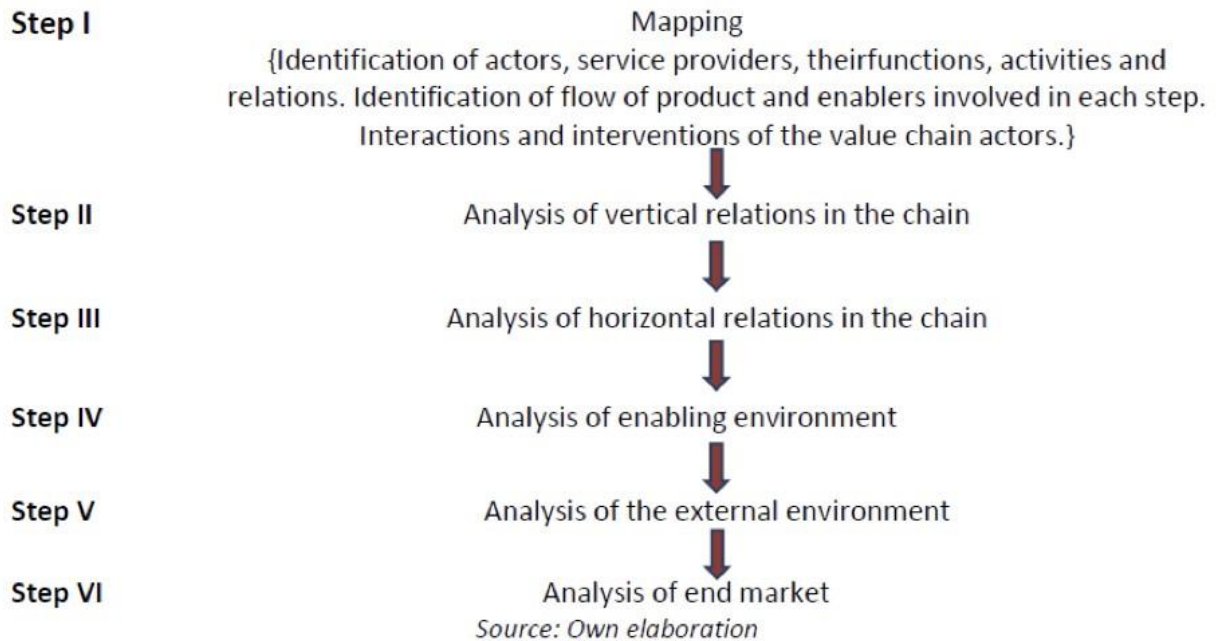 Step I Mapping
{Identification of actors, service providers, theirfunctions, activities and
relations. Identification of flow of product and enablers involved in each step.
Interactions and interventions of the value chain actors.}
Step II Analysis of vertical relations in the chain
Step III Analysis of horizontal relations in the chain
Step IV Analysis of enabling environment
Step V Analysis of the external environment
Step VI Analysis of end market
Source: Own elaboration